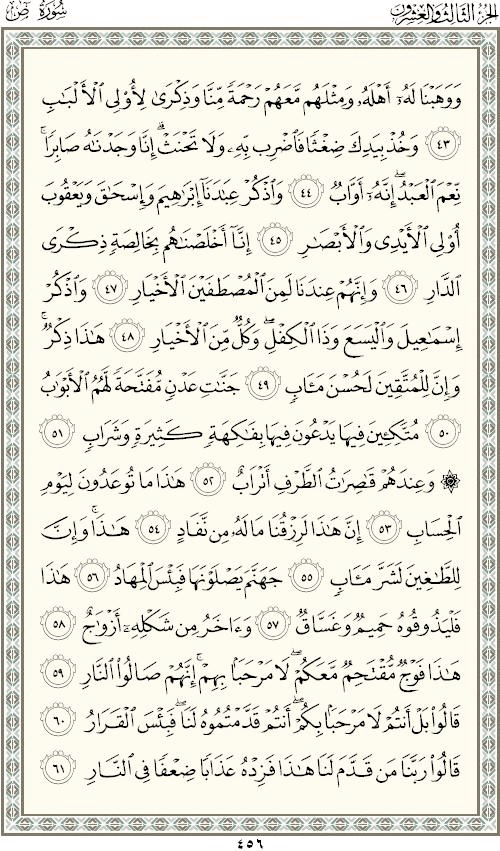 الجزء الثالث والعشرون
سُورَةُ صٓ
وَوَهَبۡنَا لَهُۥٓ أَهۡلَهُۥ وَمِثۡلَهُم مَّعَهُمۡ رَحۡمَةٗ مِّنَّا وَذِكۡرَىٰ لِأُوْلِي ٱلۡأَلۡبَٰبِ
٤٣ وَخُذۡ بِيَدِكَ ضِغۡثٗا فَٱضۡرِب بِّهِۦ وَلَا تَحۡنَثۡۗ إِنَّا وَجَدۡنَٰهُ صَابِرٗاۚ
نِّعۡمَ ٱلۡعَبۡدُ إِنَّهُۥٓ أَوَّابٞ ٤٤ وَٱذۡكُرۡ عِبَٰدَنَآ إِبۡرَٰهِيمَ وَإِسۡحَٰقَ وَيَعۡقُوبَ
أُوْلِي ٱلۡأَيۡدِي وَٱلۡأَبۡصَٰرِ ٤٥ إِنَّآ أَخۡلَصۡنَٰهُم بِخَالِصَةٖ ذِكۡرَى
ٱلدَّارِ ٤٦ وَإِنَّهُمۡ عِندَنَا لَمِنَ ٱلۡمُصۡطَفَيۡنَ ٱلۡأَخۡيَارِ ٤٧ وَٱذۡكُرۡ
إِسۡمَٰعِيلَ وَٱلۡيَسَعَ وَذَا ٱلۡكِفۡلِۖ وَكُلّٞ مِّنَ ٱلۡأَخۡيَارِ ٤٨ هَٰذَا ذِكۡرٞۚ
وَإِنَّ لِلۡمُتَّقِينَ لَحُسۡنَ مَـَٔابٖ ٤٩ جَنَّٰتِ عَدۡنٖ مُّفَتَّحَةٗ لَّهُمُ ٱلۡأَبۡوَٰبُ
٥٠ مُتَّكِـِٔينَ فِيهَا يَدۡعُونَ فِيهَا بِفَٰكِهَةٖ كَثِيرَةٖ وَشَرَابٖ ٥١
۞ وَعِندَهُمۡ قَٰصِرَٰتُ ٱلطَّرۡفِ أَتۡرَابٌ ٥٢ هَٰذَا مَا تُوعَدُونَ لِيَوۡمِ
ٱلۡحِسَابِ ٥٣ إِنَّ هَٰذَا لَرِزۡقُنَا مَا لَهُۥ مِن نَّفَادٍ ٥٤ هَٰذَاۚ وَإِنَّ
لِلطَّٰغِينَ لَشَرَّ مَـَٔابٖ ٥٥ جَهَنَّمَ يَصۡلَوۡنَهَا فَبِئۡسَ ٱلۡمِهَادُ ٥٦ هَٰذَا
فَلۡيَذُوقُوهُ حَمِيمٞ وَغَسَّاقٞ ٥٧ وَءَاخَرُ مِن شَكۡلِهِۦٓ أَزۡوَٰجٌ ٥٨
هَٰذَا فَوۡجٞ مُّقۡتَحِمٞ مَّعَكُمۡ لَا مَرۡحَبَۢا بِهِمۡۚ إِنَّهُمۡ صَالُواْ ٱلنَّارِ ٥٩
قَالُواْ بَلۡ أَنتُمۡ لَا مَرۡحَبَۢا بِكُمۡۖ أَنتُمۡ قَدَّمۡتُمُوهُ لَنَاۖ فَبِئۡسَ ٱلۡقَرَارُ ٦٠
قَالُواْ رَبَّنَا مَن قَدَّمَ لَنَا هَٰذَا فَزِدۡهُ عَذَابٗا ضِعۡفٗا فِي ٱلنَّارِ ٦١
٤٥٦